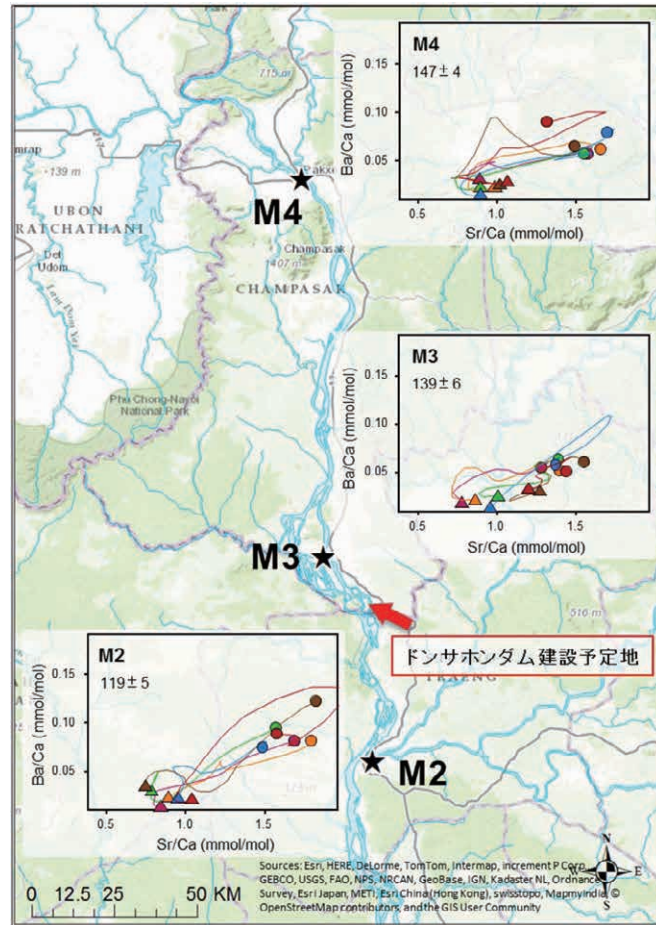 M4
147±4
0.15
0.10
0.05
Ba/Ca (mmol/mol)
0.5
1.0
1.5
Sr/Ca (mmol/mol)
715 m
139 m
UBON
RATCHATHANI
Det
Udom
Pakxe
M4
Champasak
1407 m
CHAMPASAK
Phu Chong-Nayoi
National Park
M3
139±6
0.15
0.10
0.05
Ba/Ca (mmol/mol)
0.5
1.0
1.5
Sr/Ca (mmol/mol)
M3
516 m
ドンサホンダム建設予定地
TRAENG
M2
119±5
0.15
0.10
0.05
Ba/Ca (mmol/mol)
0.5
1.0
1.5
Sr/Ca (mmol/mol)
M2
N
W
E
S
0 12.5 25 50 KM
Sources: Esri, HERE, DeLorme, TomTom, Intermap, increment P Corp.,
GEBCO, USGS, FAO, NPS, NRCAN, GeoBase, IGN, Kadaster NL, Ordnance
Survey, Esri Japan, METI, Esri China (Hong Kong), swisstopo, MapmyIndia, ©
OpenStreetMap contributors, and the GIS User Community